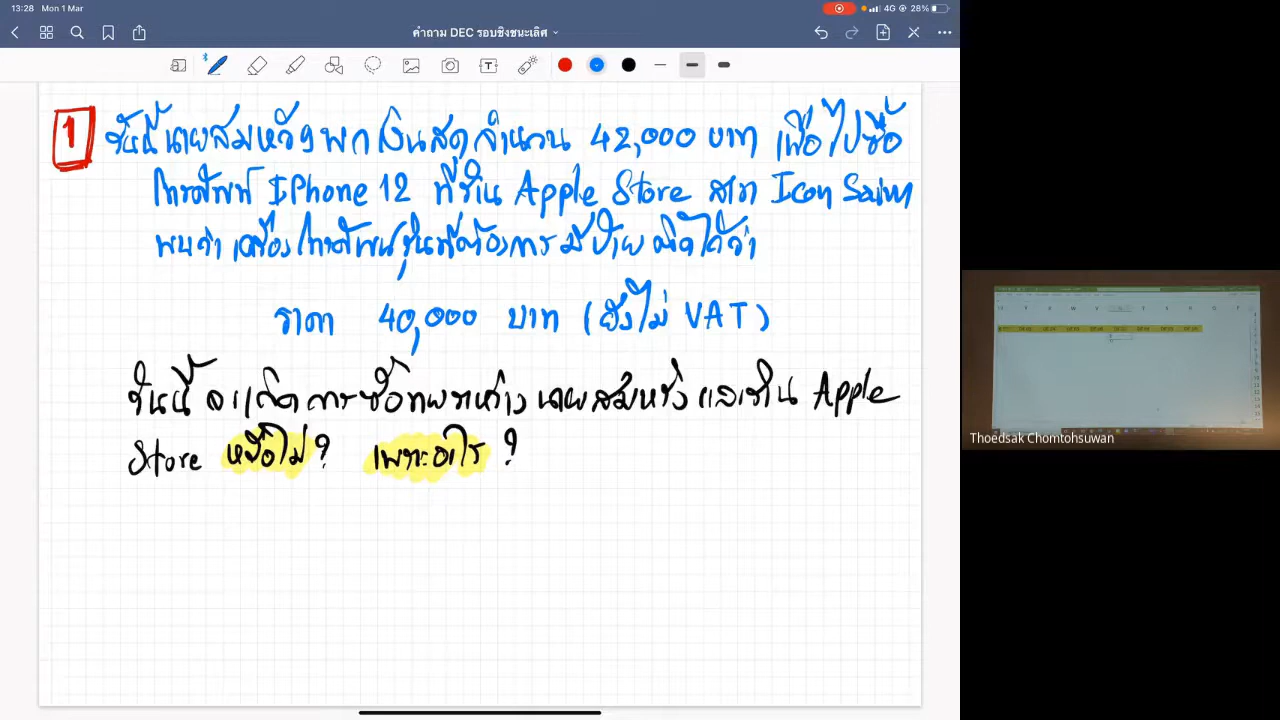 13:28 Mon 1 Mar
4G 28%
คำถาม DEC รอบชิงชนะเลิศ
1 วันนี้นายสมหวังพกเงินสดจำนวน 42,000 บาท เพื่อไปซื้อ
โทรศัพท์ IPhone 12 ที่ร้าน Apple Store สาขา Icon Saim
พบว่า เครื่องโทรศัพท์รุ่นที่ต้องการ มีป้ายติดไว้ว่า
ราคา 40,000 บาท (ยังไม่ VAT)
วันนี้ จะเกิดการซื้อขายระหว่าง นายสมหวัง และร้าน Apple
Store หรือไม่? เพราะอะไร?
Thoedsak Chomtohsuwan